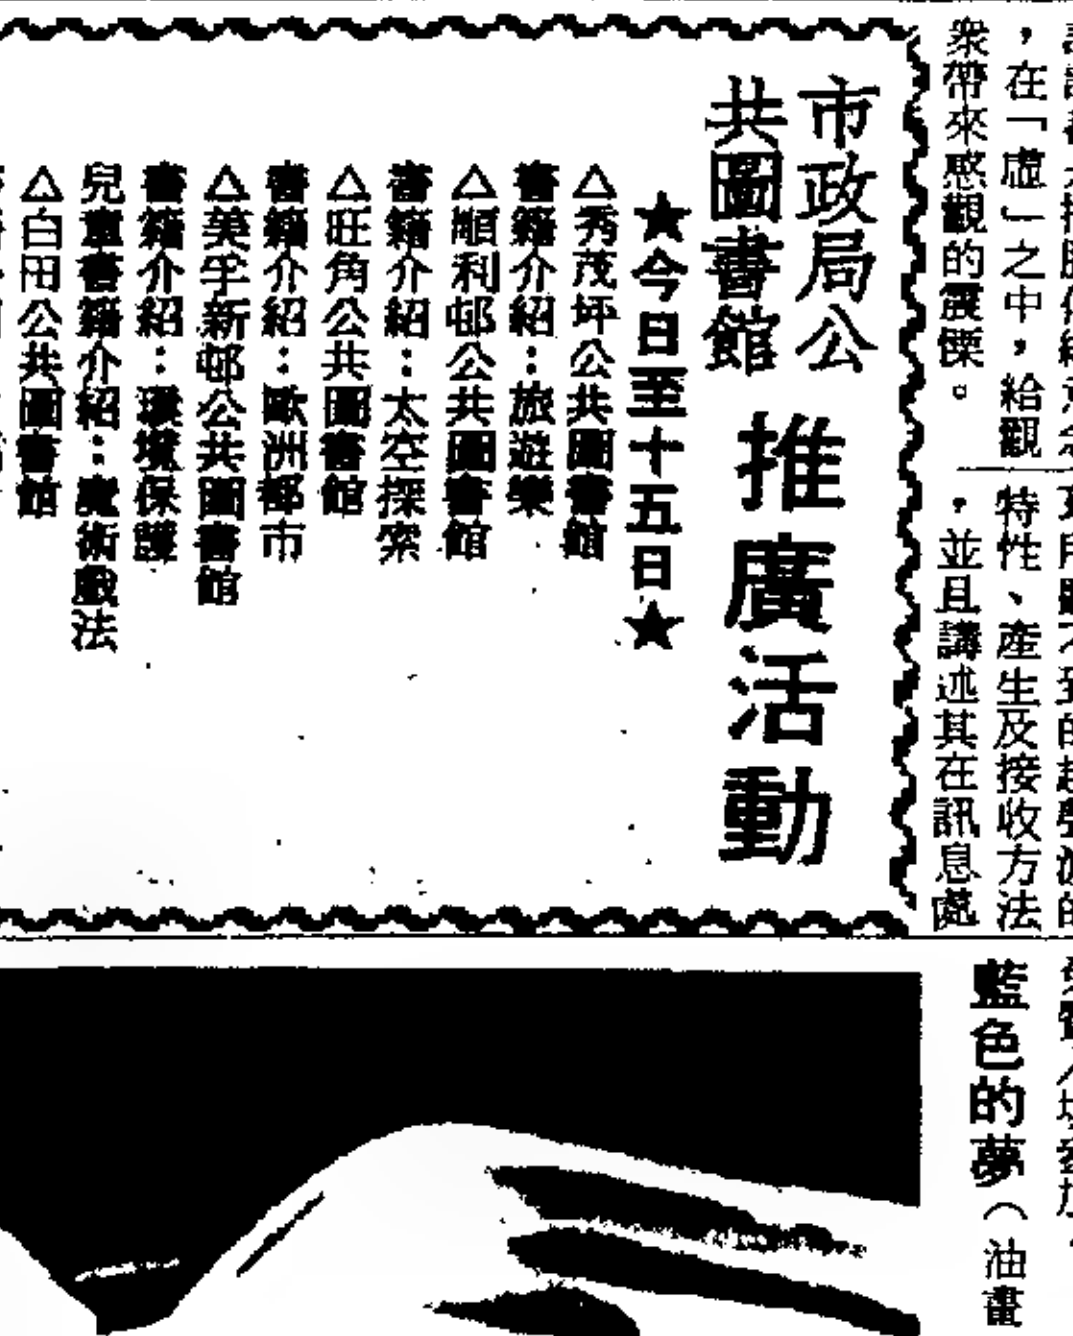 衆帶來感觀的震慄。
，在「虛」之中，給觀
特性、產生及接收方法
，並且講述其在訊息處
市政局公
共圖書館
推廣活動
★今日至十五日★
△秀茂坪公共圖書館
書籍介紹：旅遊樂
△順利邨公共圖書館
書籍介紹：太空探索
△旺角公共圖書館
書籍介紹：歐洲都市
△美孚新邨公共圖書館
書籍介紹：環境保護
兒童書籍介紹：魔術戲法
△白田公共圖書館
藍色的夢（油畫